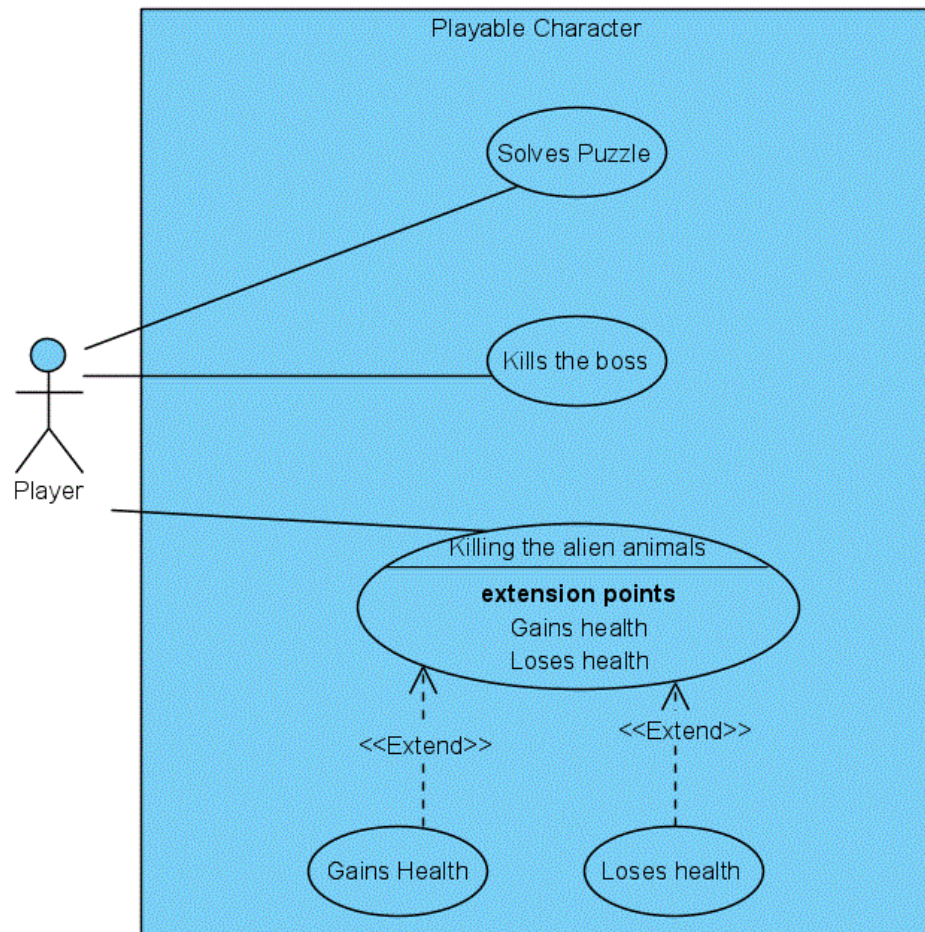 Playable Character
Solves Puzzle
Kills the boss
Player
Killing the alien animals
extension points
Gains health
Loses health
<<Extend>>
<<Extend>>
Gains Health
Loses health